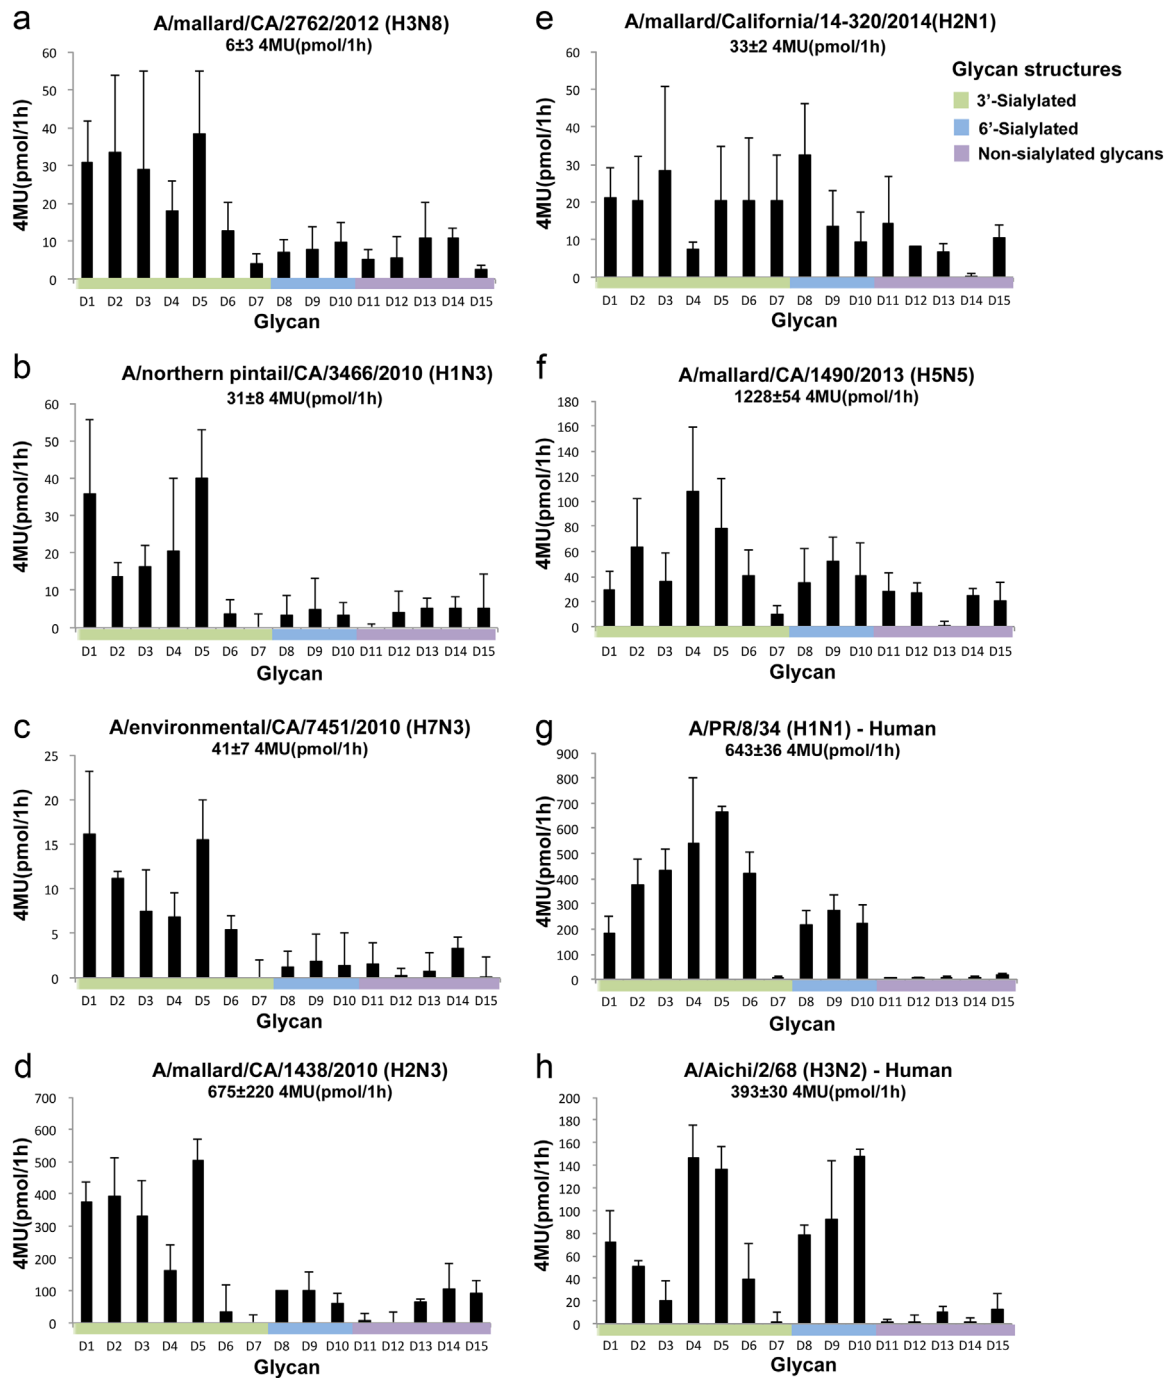 a
A/mallard/CA/2762/2012 (H3N8)
6±3 4MU(pmol/1h)
60
50
40
30
20
10
0
4MU(pmol/1h)
D1 D2 D3 D4 D5 D6 D7 D8 D9 D10 D11 D12 D13 D14 D15
Glycan
b
A/northern pintail/CA/3466/2010 (H1N3)
31±8 4MU(pmol/1h)
60
50
40
30
20
10
0
4MU(pmol/1h)
D1 D2 D3 D4 D5 D6 D7 D8 D9 D10 D11 D12 D13 D14 D15
Glycan
c
A/environmental/CA/7451/2010 (H7N3)
41±7 4MU(pmol/1h)
25
20
15
10
5
0
4MU(pmol/1h)
D1 D2 D3 D4 D5 D6 D7 D8 D9 D10 D11 D12 D13 D14 D15
Glycan
d
A/mallard/CA/1438/2010 (H2N3)
675±220 4MU(pmol/1h)
700
600
500
400
300
200
100
0
4MU(pmol/1h)
D1 D2 D3 D4 D5 D6 D7 D8 D9 D10 D11 D12 D13 D14 D15
Glycan
e
A/mallard/California/14-320/2014(H2N1)
33±2 4MU(pmol/1h)
60
50
40
30
20
10
0
4MU(pmol/1h)
D1 D2 D3 D4 D5 D6 D7 D8 D9 D10 D11 D12 D13 D14 D15
Glycan
Glycan structures
3’-Sialylated
6’-Sialylated
Non-sialylated glycans
f
A/mallard/CA/1490/2013 (H5N5)
1228±54 4MU(pmol/1h)
180
160
140
120
100
80
60
40
20
0
4MU(pmol/1h)
D1 D2 D3 D4 D5 D6 D7 D8 D9 D10 D11 D12 D13 D14 D15
Glycan
g
A/PR/8/34 (H1N1) - Human
643±36 4MU(pmol/1h)
900
800
700
600
500
400
300
200
100
0
4MU(pmol/1h)
D1 D2 D3 D4 D5 D6 D7 D8 D9 D10 D11 D12 D13 D14 D15
Glycan
h
A/Aichi/2/68 (H3N2) - Human
393±30 4MU(pmol/1h)
200
180
160
140
120
100
80
60
40
20
0
4MU(pmol/1h)
D1 D2 D3 D4 D5 D6 D7 D8 D9 D10 D11 D12 D13 D14 D15
Glycan